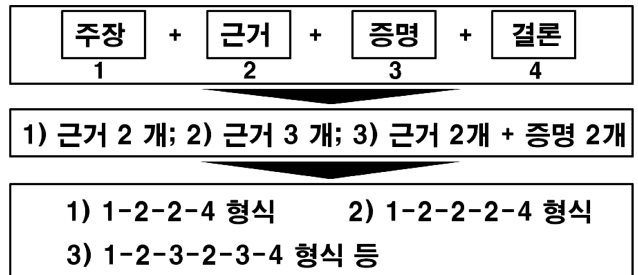 주장 + 근거 + 증명 + 결론
1 2 3 4
1) 근거 2 개; 2) 근거 3 개; 3) 근거 2개 + 증명 2개
1) 1-2-2-4 형식 2) 1-2-2-2-4 형식
3) 1-2-3-2-3-4 형식 등